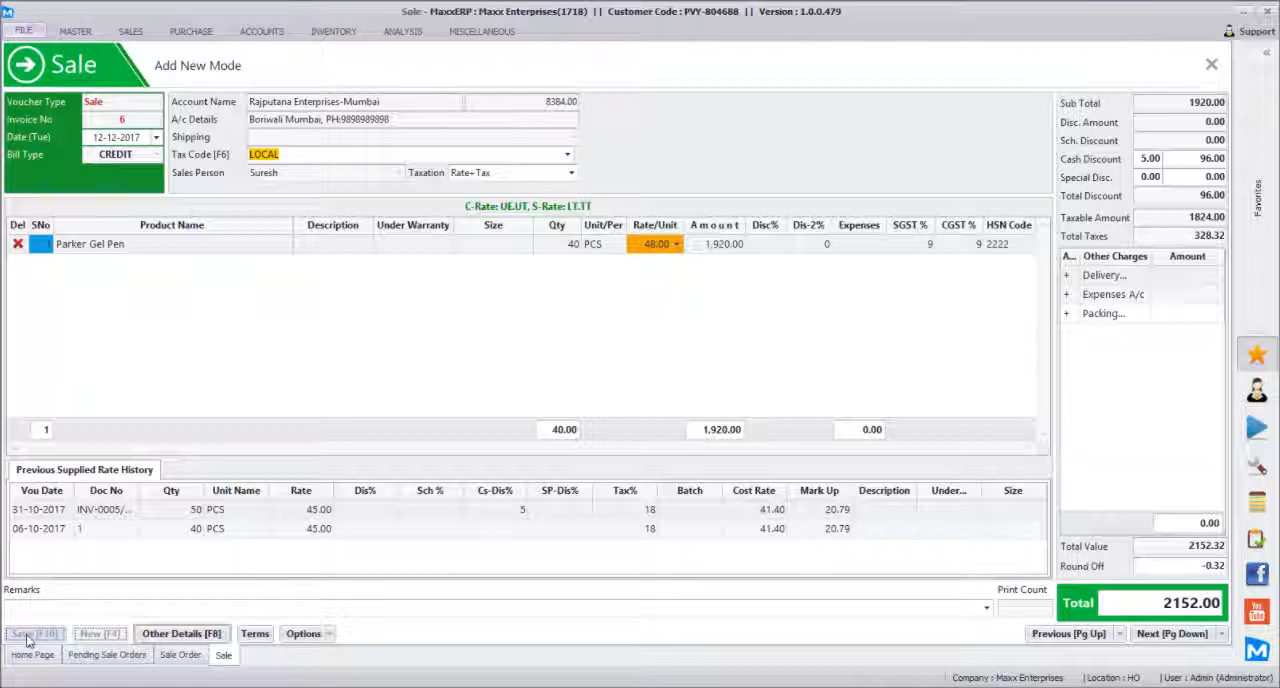 Sale - MaxxERP : Maxx Enterprises(1718) || Customer Code : PVY-804688 || Version : 1.0.0.479
FILE MASTER SALES PURCHASE ACCOUNTS INVENTORY ANALYSIS MISCELLANEOUS Support
Sale Add New Mode
Voucher Type Sale Account Name Rajputana Enterprises-Mumbai 8384.00 Sub Total 1920.00
Invoice No 6 A/c Details Boriwali Mumbai, PH:9898989898 Disc. Amount 0.00
Date (Tue) 12-12-2017 Shipping Sch. Discount 0.00
Bill Type CREDIT Tax Code [F6] LOCAL Cash Discount 5.00 96.00
Sales Person Suresh Taxation Rate+Tax Special Disc. 0.00 0.00
Total Discount 96.00
C-Rate: UE.UT, S-Rate: LT.TT
Taxable Amount 1824.00
Total Taxes 328.32
Favorites
Del SNo Product Name Description Under Warranty Size Qty Unit/Per Rate/Unit A m o u n t Disc% Dis-2% Expenses SGST % CGST % HSN Code
1 Parker Gel Pen 40 PCS 48.00 1,920.00 0 9 9 2222
A... Other Charges Amount
+ Delivery...
+ Expenses A/c
+ Packing...
1 40.00 1,920.00 0.00
Previous Supplied Rate History
Vou Date Doc No Qty Unit Name Rate Dis% Sch % Cs-Dis% SP-Dis% Tax% Batch Cost Rate Mark Up Description Under... Size
31-10-2017 INV-0005/... 50 PCS 45.00 5 18 41.40 20.79
06-10-2017 1 40 PCS 45.00 18 41.40 20.79
0.00
Total Value 2152.32
Round Off -0.32
Remarks Print Count
Total 2152.00
Save [F10] New [F4] Other Details [F8] Terms Options Previous [Pg Up] Next [Pg Down]
Home Page Pending Sale Orders Sale Order Sale
You
Tube
Company : Maxx Enterprises | Location : HO | User : Admin (Administrator)